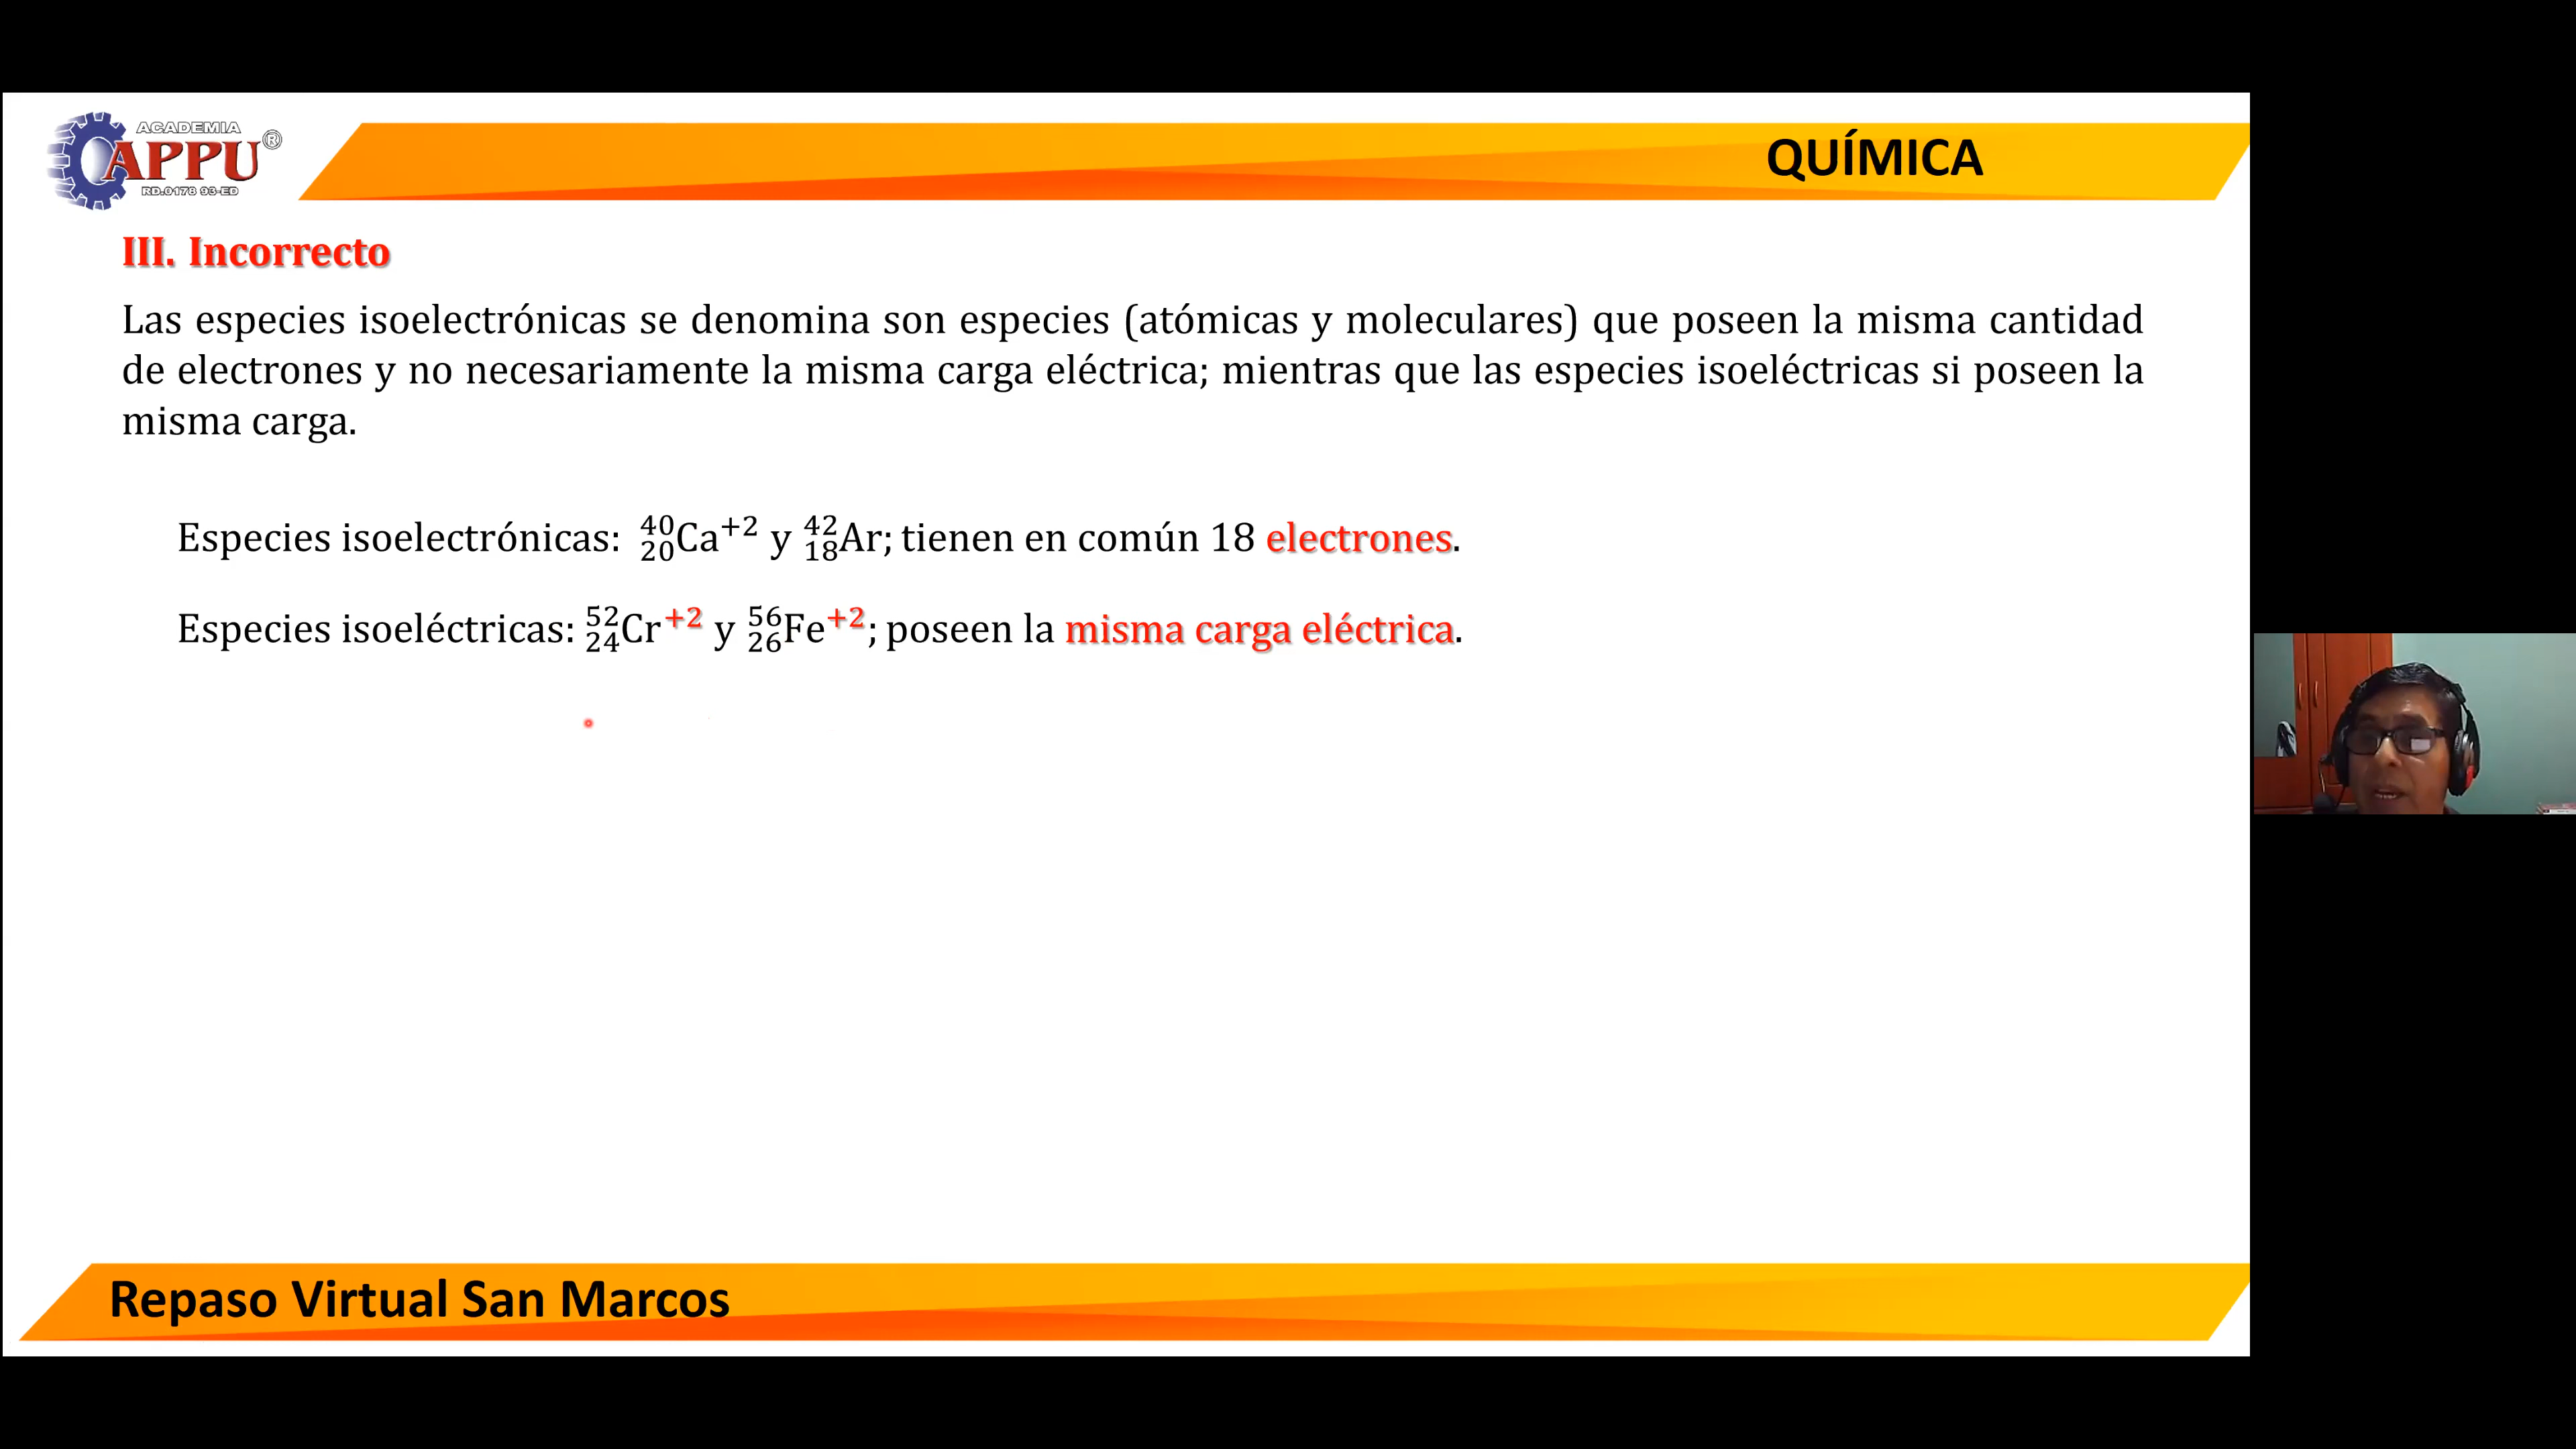 ACADEMIA
APPU®
RD.0178 93-ED
QUÍMICA
III. Incorrecto
Las especies isoelectrónicas se denomina son especies (atómicas y moleculares) que poseen la misma cantidad
de electrones y no necesariamente la misma carga eléctrica; mientras que las especies isoeléctricas si poseen la
misma carga.
Especies isoelectrónicas: ⁴⁰₂₀Ca⁺² y ⁴²₁₈Ar; tienen en común 18 electrones.
Especies isoeléctricas: ⁵²₂₄Cr⁺² y ⁵⁶₂₆Fe⁺²; poseen la misma carga eléctrica.
Repaso Virtual San Marcos